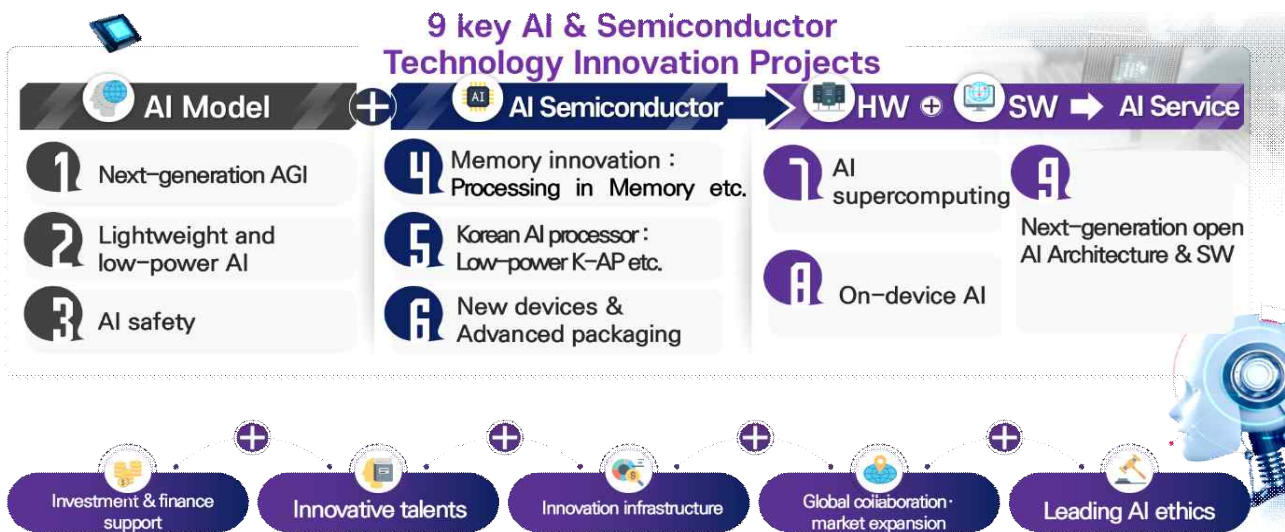 9 key AI & Semiconductor
Technology Innovation Projects
AI Model
AI
AI Semiconductor
HW
SW
AI Service
1
Next-generation AGI
2
Lightweight and
low-power AI
3
AI safety
4
Memory innovation :
Processing in Memory etc.
5
Korean AI processor :
Low-power K-AP etc.
6
New devices &
Advanced packaging
7
AI
supercomputing
8
On-device AI
9
Next-generation open
AI Architecture & SW
Investment & finance
support
Innovative talents
Innovation infrastructure
Global collaboration·
market expansion
Leading AI ethics